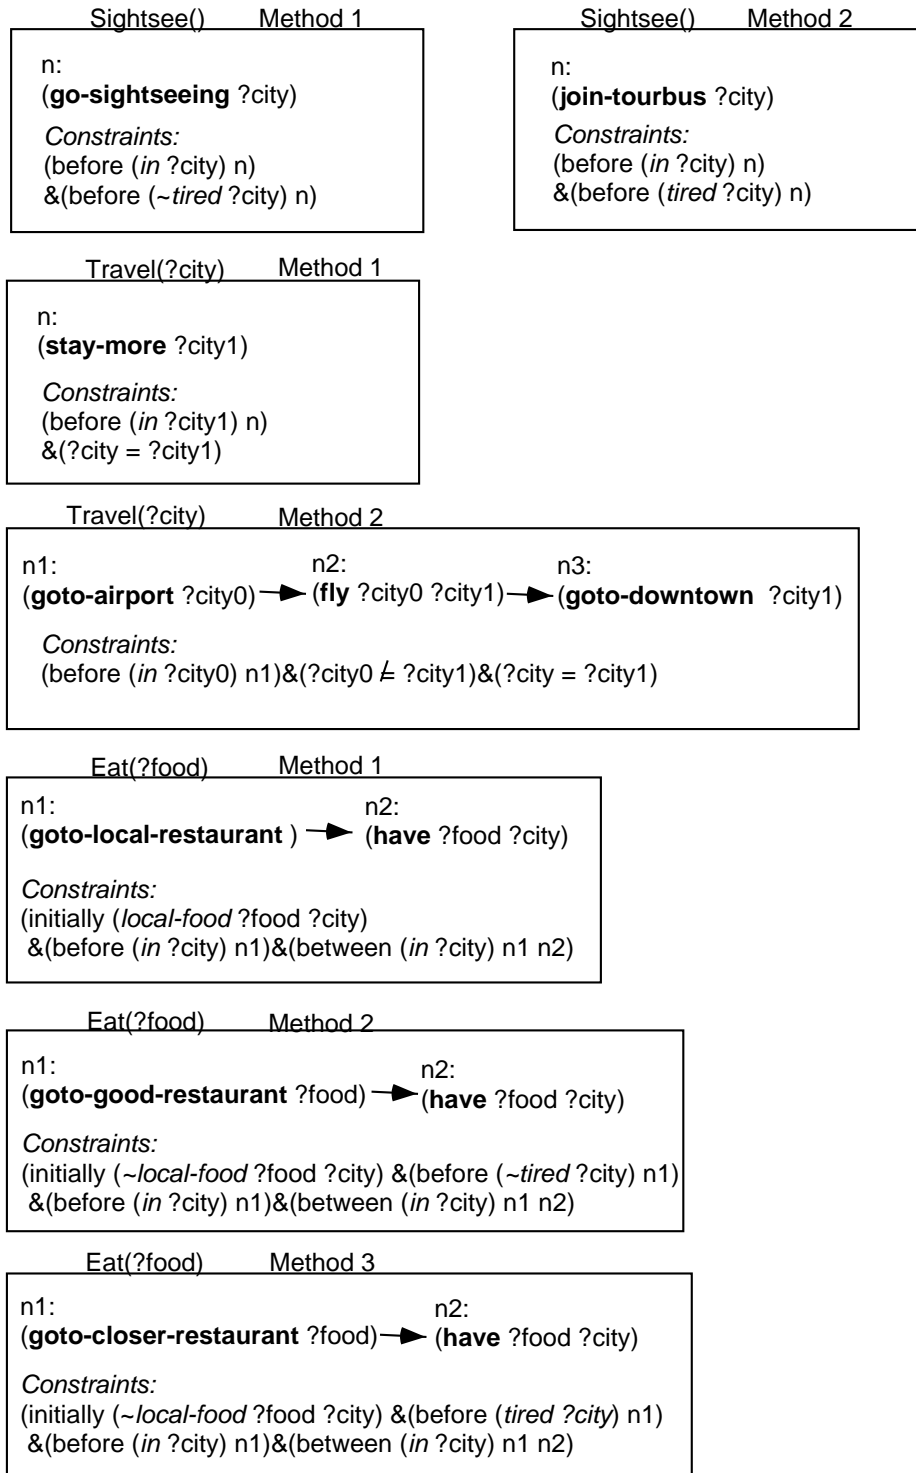 Sightsee() Method 1
n:
(go-sightseeing ?city)
Constraints:
(before (in ?city) n)
&(before (~tired ?city) n)
Sightsee() Method 2
n:
(join-tourbus ?city)
Constraints:
(before (in ?city) n)
&(before (tired ?city) n)
Travel(?city) Method 1
n:
(stay-more ?city1)
Constraints:
(before (in ?city1) n)
&(?city = ?city1)
Travel(?city) Method 2
n1: n2: n3:
(goto-airport ?city0) (fly ?city0 ?city1) (goto-downtown ?city1)
Constraints:
(before (in ?city0) n1)&(?city0 ≠ ?city1)&(?city = ?city1)
Eat(?food) Method 1
n1: n2:
(goto-local-restaurant ) (have ?food ?city)
Constraints:
(initially (local-food ?food ?city)
&(before (in ?city) n1)&(between (in ?city) n1 n2)
Eat(?food) Method 2
n1: n2:
(goto-good-restaurant ?food) (have ?food ?city)
Constraints:
(initially (~local-food ?food ?city) &(before (~tired ?city) n1)
&(before (in ?city) n1)&(between (in ?city) n1 n2)
Eat(?food) Method 3
n1: n2:
(goto-closer-restaurant ?food) (have ?food ?city)
Constraints:
(initially (~local-food ?food ?city) &(before (tired ?city) n1)
&(before (in ?city) n1)&(between (in ?city) n1 n2)